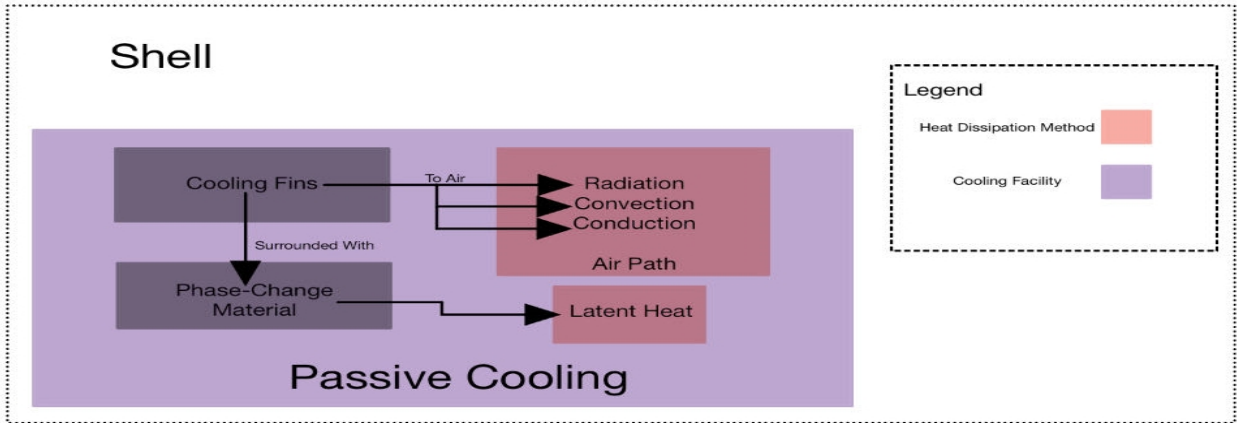 Shell
Legend
Heat Dissipation Method
Cooling Facility
Cooling Fins
To Air
Radiation
Convection
Conduction
Air Path
Surrounded With
Phase-Change
Material
Latent Heat
Passive Cooling